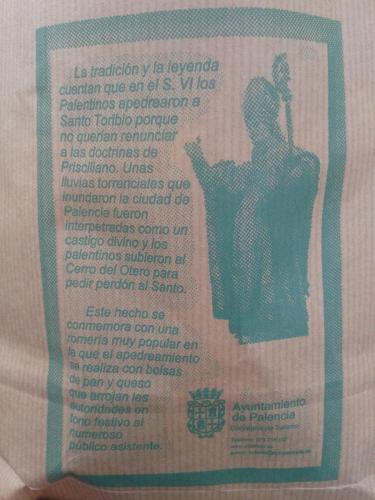 La tradición y la leyenda
cuentan que en el S. VI los
Palentinos apedrearon a
Santo Toribio porque
no querían renunciar
a las doctrinas de
Prisciliano. Unas
lluvias torrenciales que
inundaron la ciudad de
Palencia fueron
interpetradas como un
castigo divino y los
palentinos subieron al
Cerro del Otero para
pedir perdón al Santo.
Este hecho se
conmemora con una
romería muy popular en
la que el apedreamiento
se realiza con bolsas
de pan y queso
que arrojan las
autoridades en
tono festivo al
numeroso
público asistente.
Ayuntamiento
de Palencia
Concejalía de Turismo